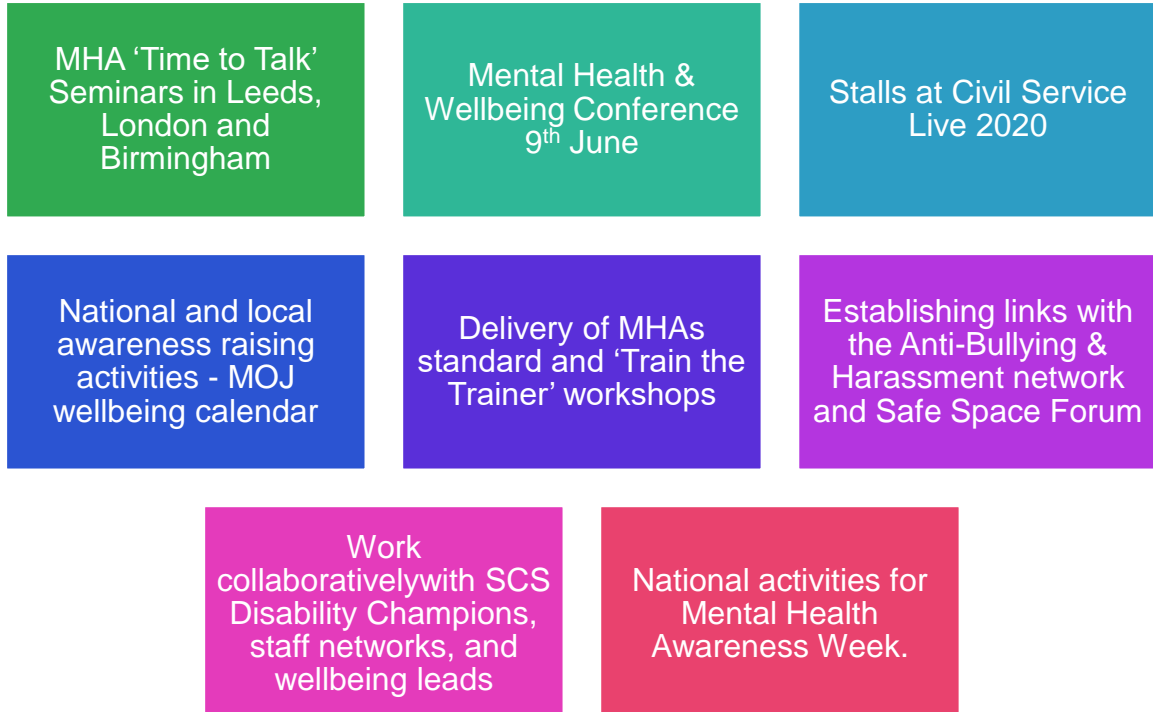 MHA ‘Time to Talk’
Seminars in Leeds,
London and
Birmingham
Mental Health &
Wellbeing Conference
9th June
Stalls at Civil Service
Live 2020
National and local
awareness raising
activities - MOJ
wellbeing calendar
Delivery of MHAs
standard and ‘Train the
Trainer’ workshops
Establishing links with
the Anti-Bullying &
Harassment network
and Safe Space Forum
Work
collaborativelywith SCS
Disability Champions,
staff networks, and
wellbeing leads
National activities for
Mental Health
Awareness Week.